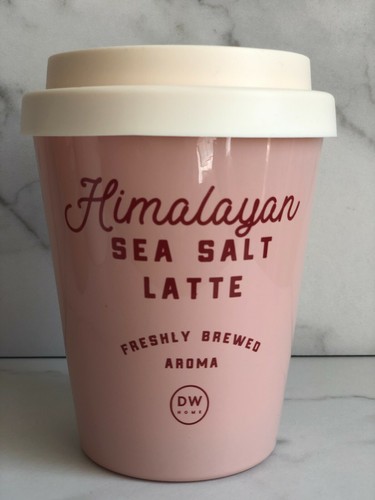 Himalayan
SEA SALT
LATTE
FRESHLY BREWED
AROMA
DW
HOME